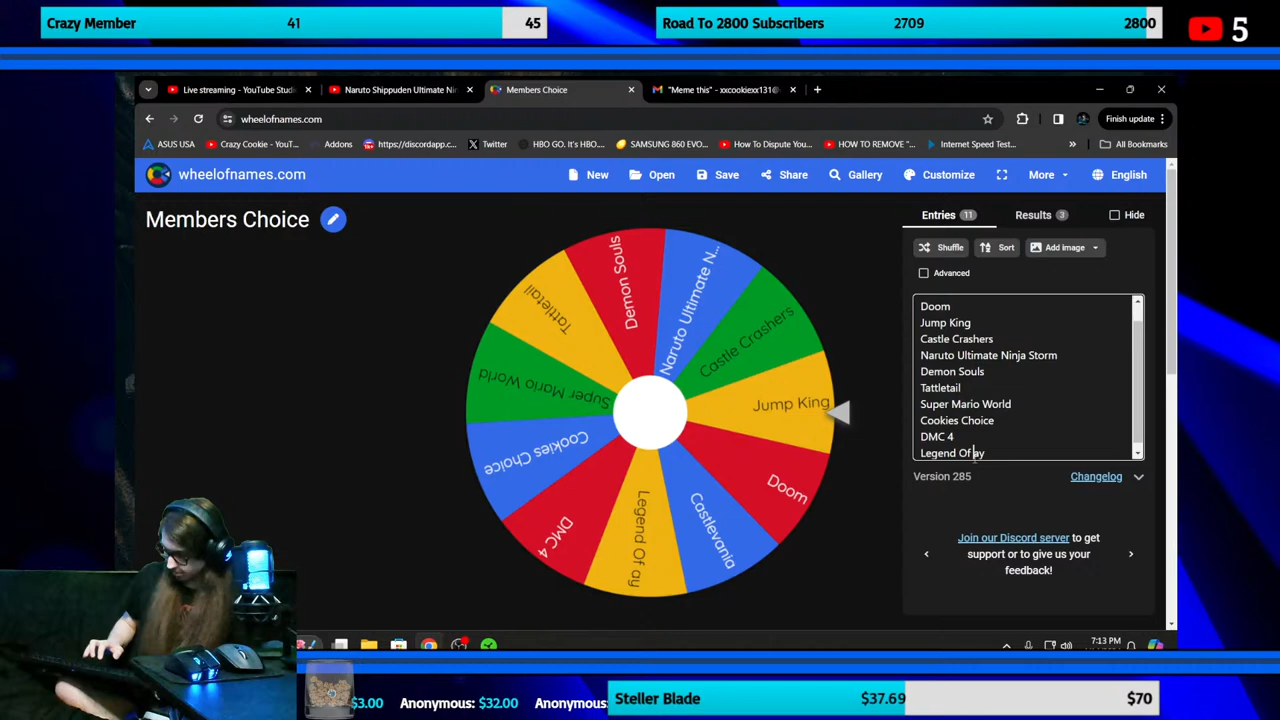 Crazy Member 41 45 Road To 2800 Subscribers 2709 2800 5
Live streaming - YouTube Stud Naruto Shippuden Ultimate Nin Members Choice "Meme this" - xxcookiexx131@
wheelofnames.com Finish update
ASUS USA Crazy Cookie - YouT... Addons https://discordapp.c... Twitter HBO GO. It's HBO.... SAMSUNG 860 EVO... How To Dispute You... HOW TO REMOVE "... Internet Speed Test... » All Bookmarks
wheelofnames.com New Open Save Share Gallery Customize More English
Members Choice
Entries 11 Results 3 Hide
Shuffle Sort Add image
Advanced
Doom
Jump King
Castle Crashers
Naruto Ultimate Ninja Storm
Demon Souls
Tattletail
Super Mario World
Cookies Choice
DMC 4
Legend Of ay
Version 285 Changelog
Join our Discord server to get
support or to give us your
feedback!
Demon Souls
Naruto Ultimate N...
Castle Crashers
Jump King
Doom
Castlevania
Legend Of ay
DMC 4
Cookies Choice
Super Mario World
Tattletail
7:13 PM
$3.00 Anonymous: $32.00 Anonymous:
Steller Blade $37.69 $70